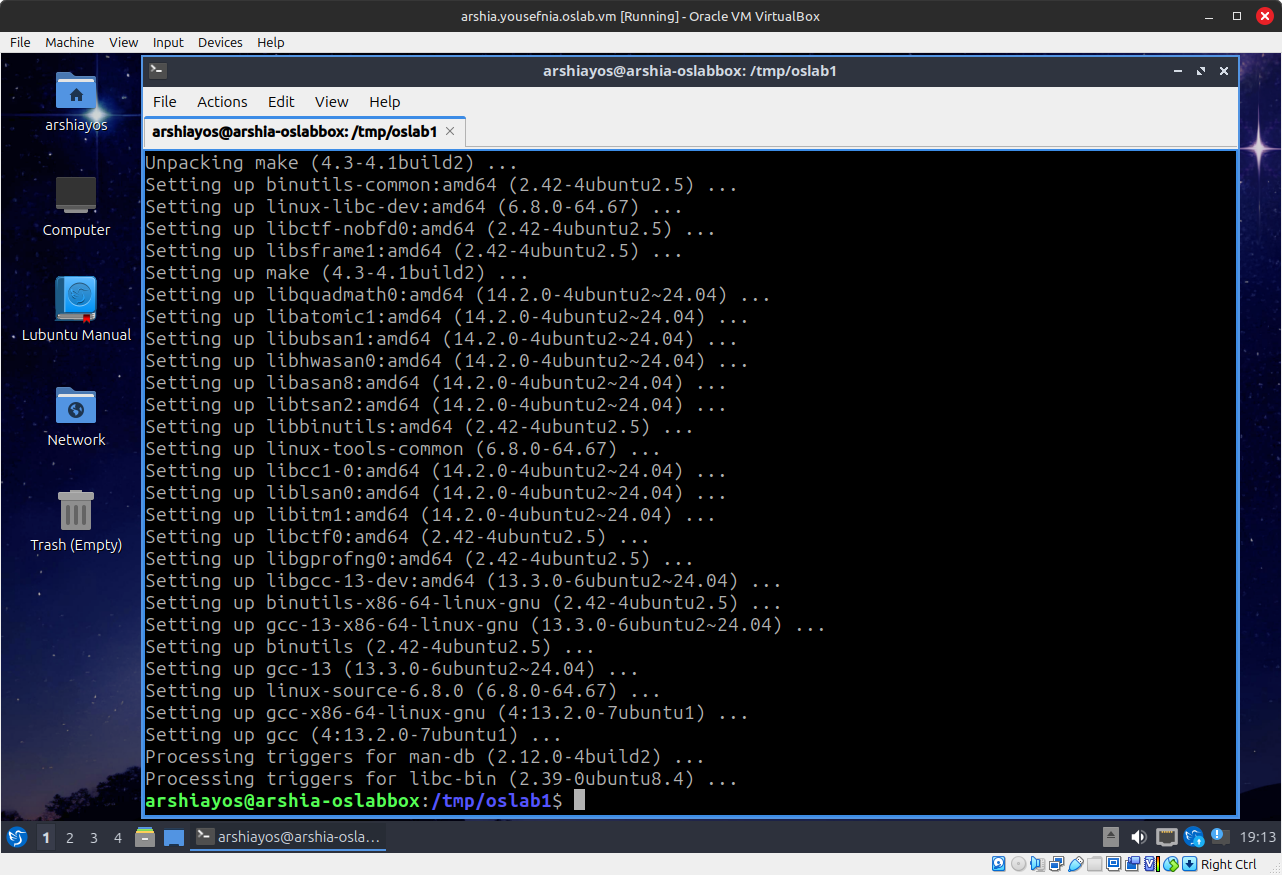 arshia.yousefnia.oslab.vm [Running] - Oracle VM VirtualBox
File Machine View Input Devices Help
arshiayos
Computer
Lubuntu Manual
Network
Trash (Empty)
arshiayos@arshia-oslabbox: /tmp/oslab1
File Actions Edit View Help
arshiayos@arshia-oslabbox: /tmp/oslab1
Unpacking make (4.3-4.1build2) ...
Setting up binutils-common:amd64 (2.42-4ubuntu2.5) ...
Setting up linux-libc-dev:amd64 (6.8.0-64.67) ...
Setting up libctf-nobfd0:amd64 (2.42-4ubuntu2.5) ...
Setting up libsframe1:amd64 (2.42-4ubuntu2.5) ...
Setting up make (4.3-4.1build2) ...
Setting up libquadmath0:amd64 (14.2.0-4ubuntu2~24.04) ...
Setting up libatomic1:amd64 (14.2.0-4ubuntu2~24.04) ...
Setting up libubsan1:amd64 (14.2.0-4ubuntu2~24.04) ...
Setting up libhwasan0:amd64 (14.2.0-4ubuntu2~24.04) ...
Setting up libasan8:amd64 (14.2.0-4ubuntu2~24.04) ...
Setting up libtsan2:amd64 (14.2.0-4ubuntu2~24.04) ...
Setting up libbinutils:amd64 (2.42-4ubuntu2.5) ...
Setting up linux-tools-common (6.8.0-64.67) ...
Setting up libcc1-0:amd64 (14.2.0-4ubuntu2~24.04) ...
Setting up liblsan0:amd64 (14.2.0-4ubuntu2~24.04) ...
Setting up libitm1:amd64 (14.2.0-4ubuntu2~24.04) ...
Setting up libctf0:amd64 (2.42-4ubuntu2.5) ...
Setting up libgprofng0:amd64 (2.42-4ubuntu2.5) ...
Setting up libgcc-13-dev:amd64 (13.3.0-6ubuntu2~24.04) ...
Setting up binutils-x86-64-linux-gnu (2.42-4ubuntu2.5) ...
Setting up gcc-13-x86-64-linux-gnu (13.3.0-6ubuntu2~24.04) ...
Setting up binutils (2.42-4ubuntu2.5) ...
Setting up gcc-13 (13.3.0-6ubuntu2~24.04) ...
Setting up linux-source-6.8.0 (6.8.0-64.67) ...
Setting up gcc-x86-64-linux-gnu (4:13.2.0-7ubuntu1) ...
Setting up gcc (4:13.2.0-7ubuntu1) ...
Processing triggers for man-db (2.12.0-4build2) ...
Processing triggers for libc-bin (2.39-0ubuntu8.4) ...
arshiayos@arshia-oslabbox:/tmp/oslab1$
1 2 3 4 arshiayos@arshia-osla... 19:13
Right Ctrl